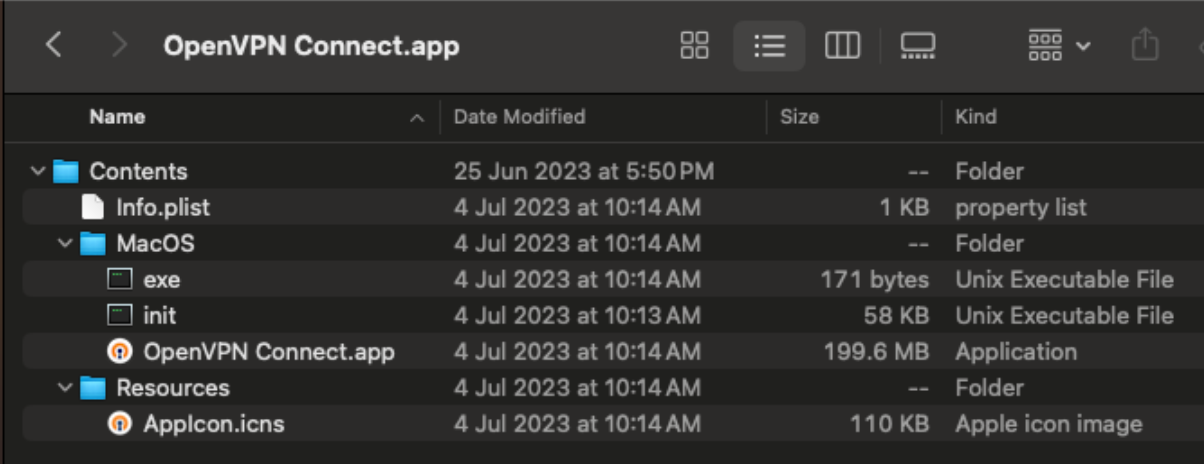 OpenVPN Connect.app
Name Date Modified Size Kind
Contents 25 Jun 2023 at 5:50 PM -- Folder
Info.plist 4 Jul 2023 at 10:14 AM 1 KB property list
MacOS 4 Jul 2023 at 10:14 AM -- Folder
exe 4 Jul 2023 at 10:14 AM 171 bytes Unix Executable File
init 4 Jul 2023 at 10:13 AM 58 KB Unix Executable File
OpenVPN Connect.app 4 Jul 2023 at 10:14 AM 199.6 MB Application
Resources 4 Jul 2023 at 10:14 AM -- Folder
AppIcon.icns 4 Jul 2023 at 10:14 AM 110 KB Apple icon image